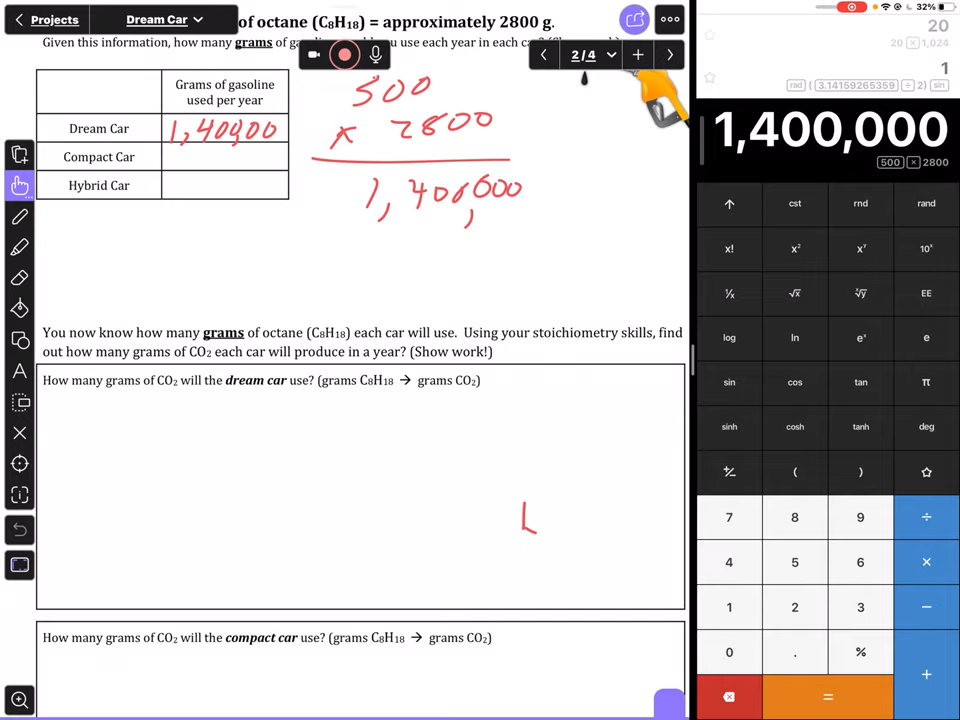 Projects
Dream Car
of octane (C₈H₁₈) = approximately 2800 g.
Given this information, how many grams of
use each year in each
2/4
Grams of gasoline
used per year
Dream Car 1,400,00
Compact Car
Hybrid Car
500
x 2800
1,400,000
You now know how many grams of octane (C₈H₁₈) each car will use. Using your stoichiometry skills, find
out how many grams of CO₂ each car will produce in a year? (Show work!)
How many grams of CO₂ will the dream car use? (grams C₈H₁₈ → grams CO₂)
How many grams of CO₂ will the compact car use? (grams C₈H₁₈ → grams CO₂)
A
32%
20
20 × 1,024
1
rad ( 3.14159265359 ÷ 2) sin
1,400,000
500 × 2800
↑ cst rnd rand
x! x² xʸ 10ˣ
¹/x √x ʸ√y EE
log ln eˣ e
sin cos tan π
sinh cosh tanh deg
+/- ( ) ☆
7 8 9 ÷
4 5 6 ×
1 2 3 −
0 . % +
=